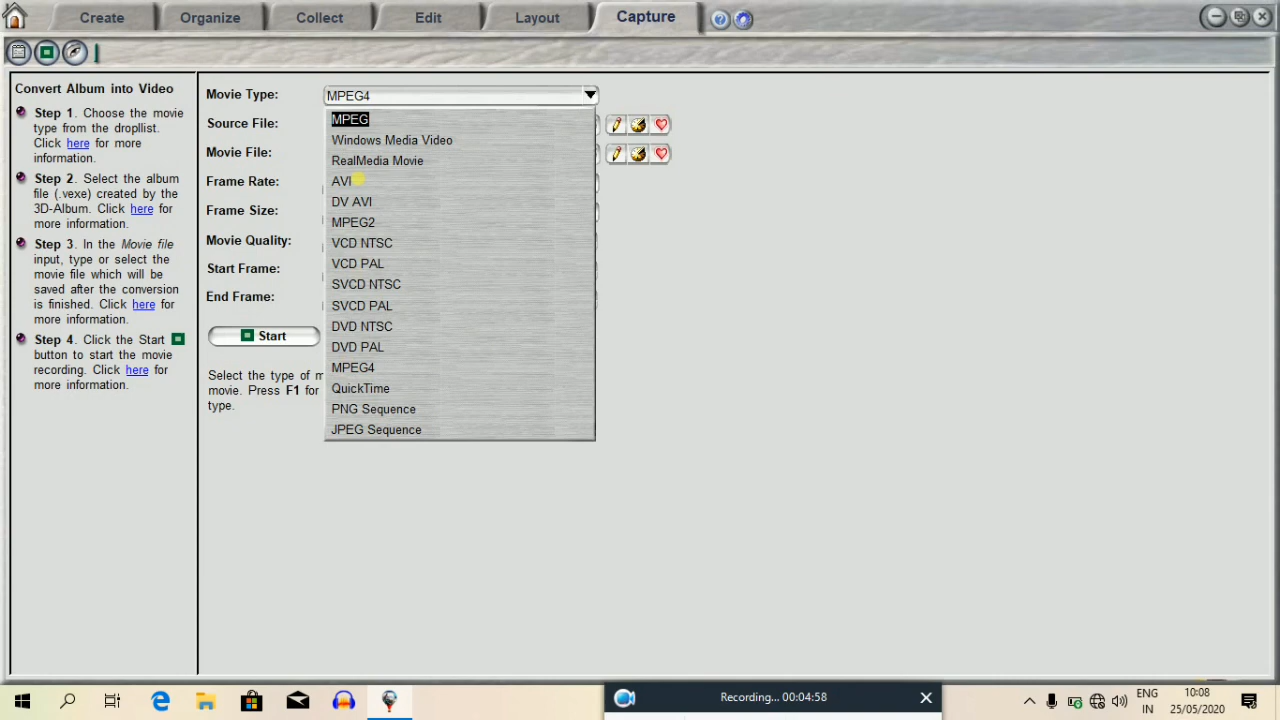 Create
Organize
Collect
Edit
Layout
Capture
Convert Album into Video
Step 1. Choose the movie
type from the droplist.
Click here for more
information.
Step 2. Select the album
file (.vexe) created by the
3D-Album. Click here for
more information.
Step 3. In the Movie file
input, type or select the
movie file which will be
saved after the conversion
is finished. Click here for
more information.
Step 4. Click the Start
button to start the movie
recording. Click here for
more information.
Movie Type:
MPEG4
Source File:
Movie File:
Frame Rate:
Frame Size:
Movie Quality:
Start Frame:
End Frame:
MPEG
Windows Media Video
RealMedia Movie
AVI
DV AVI
MPEG2
VCD NTSC
VCD PAL
SVCD NTSC
SVCD PAL
DVD NTSC
DVD PAL
MPEG4
QuickTime
PNG Sequence
JPEG Sequence
Start
Select the type of m
movie. Press F1 for
type.
Recording... 00:04:58
ENG
IN
10:08
25/05/2020